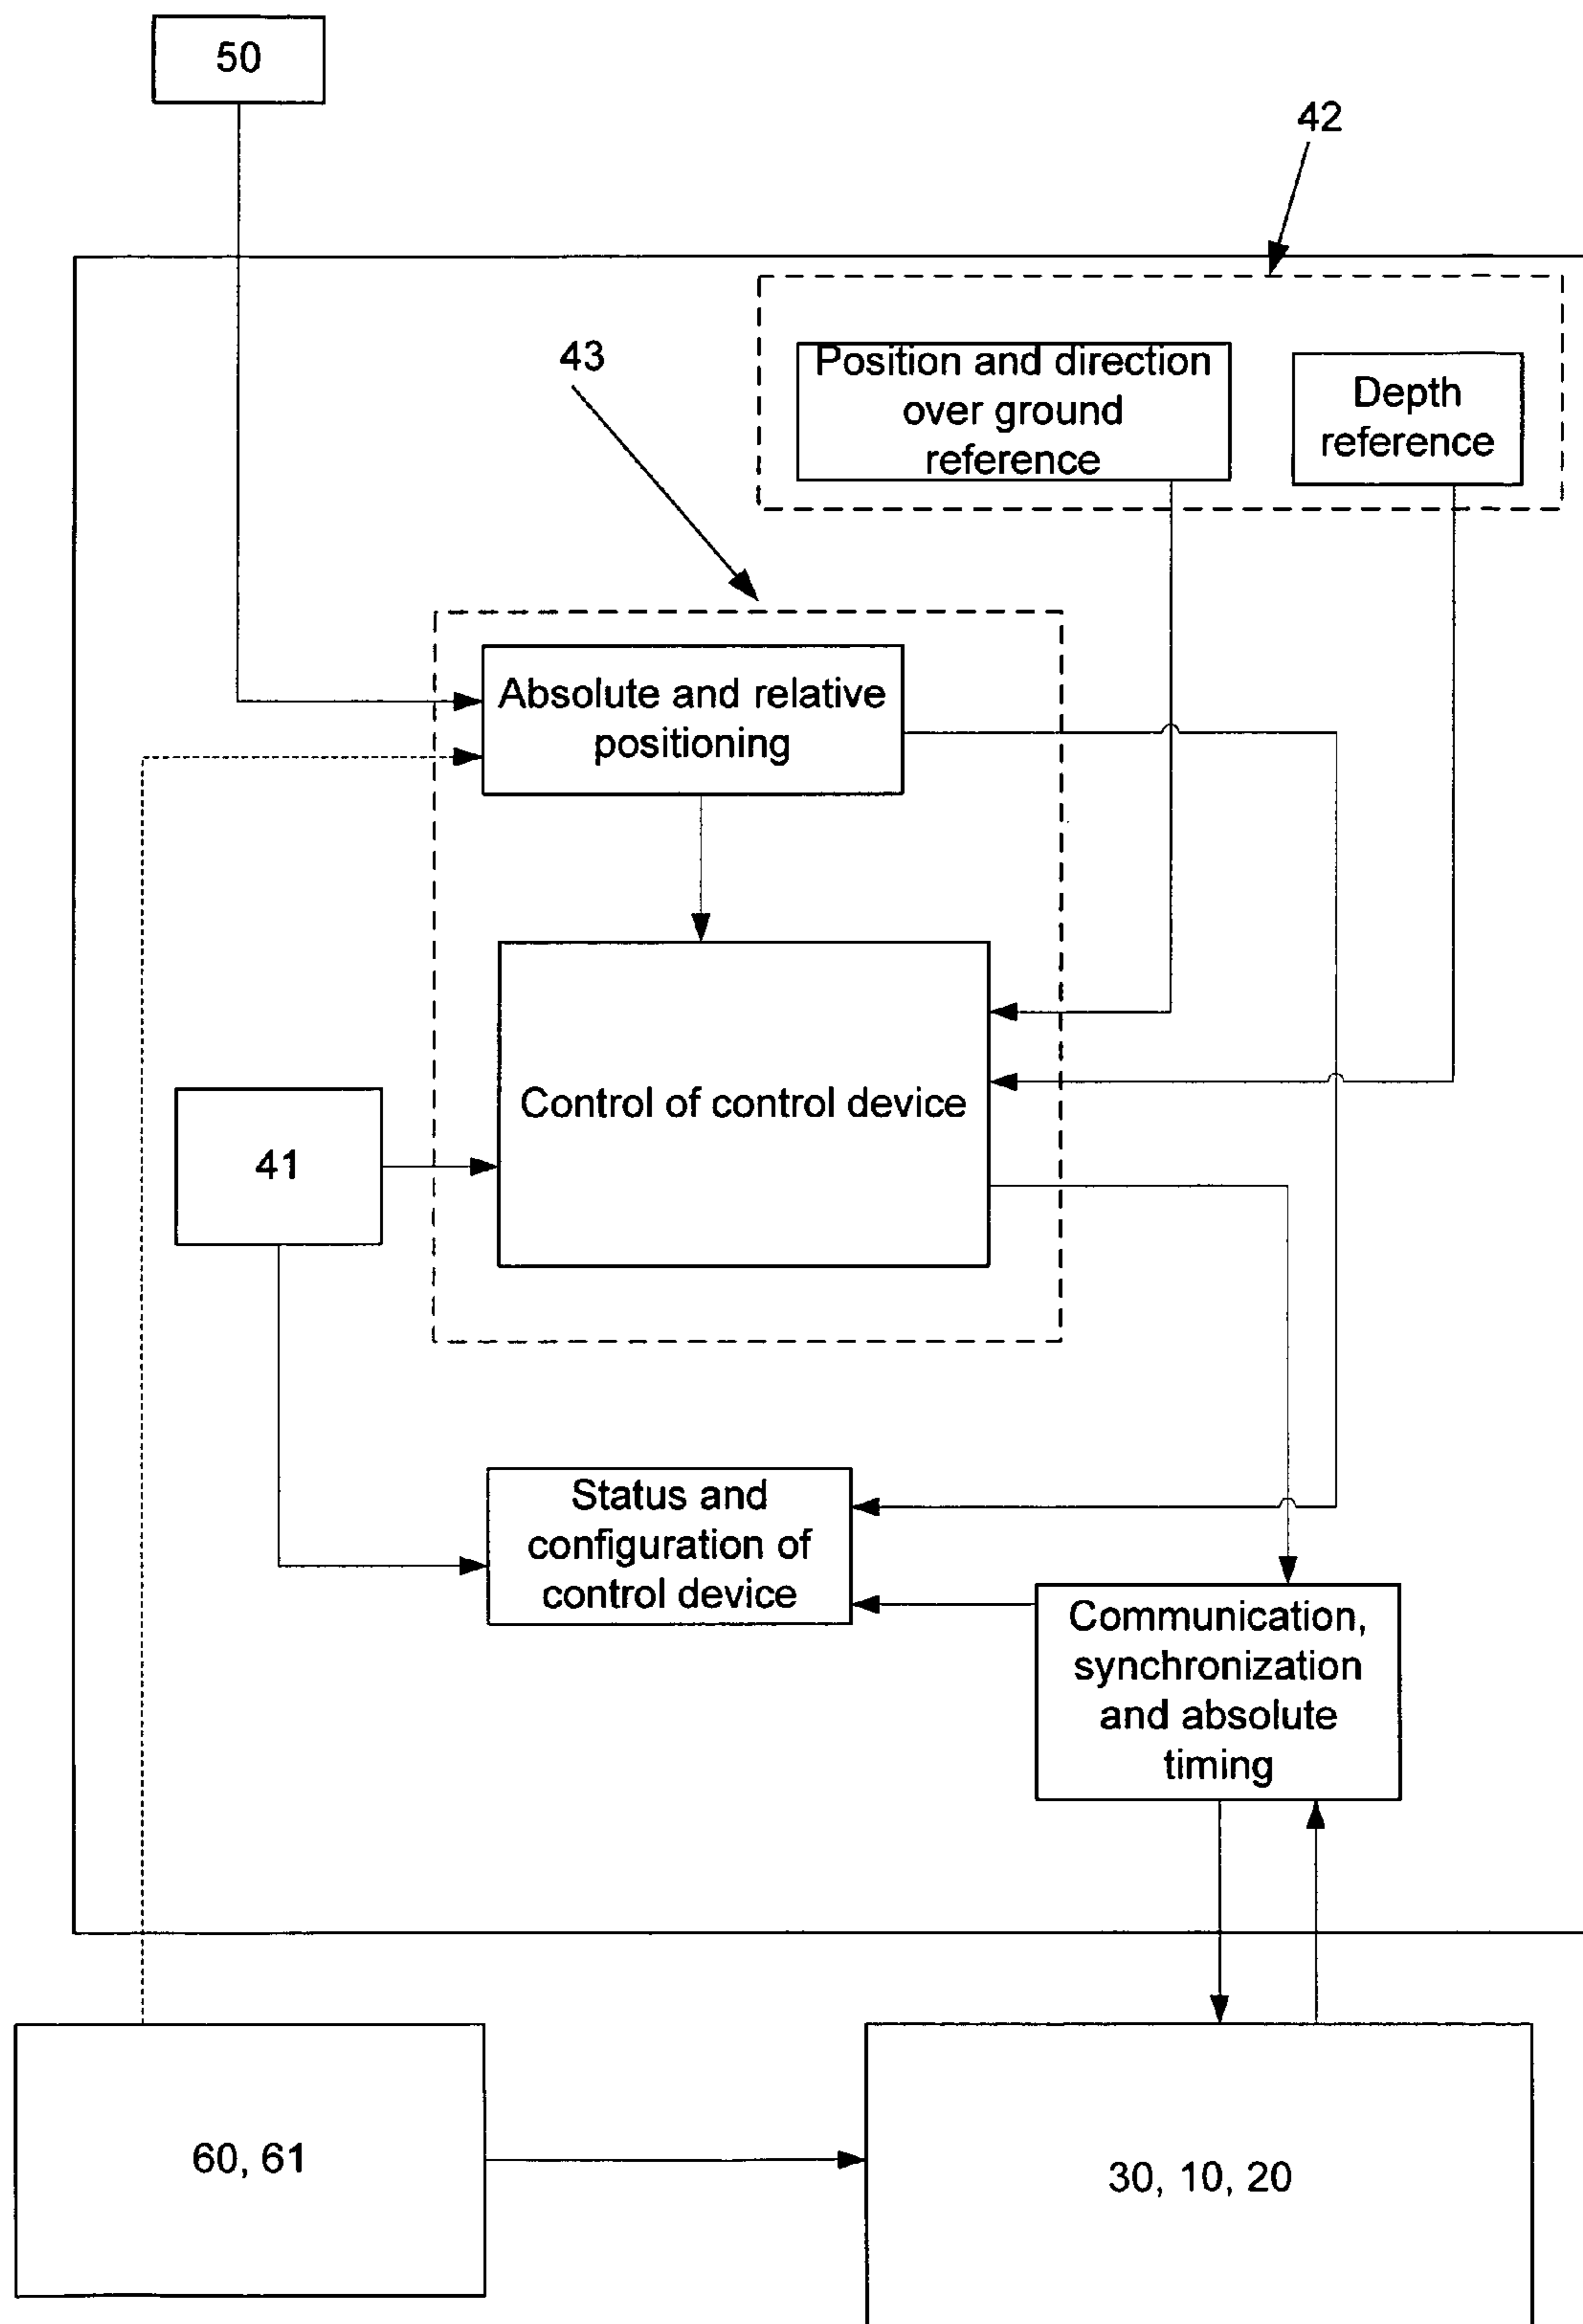 50
42
43
Position and direction
over ground
reference
Depth
reference
Absolute and relative
positioning
Control of control device
41
Status and
configuration of
control device
Communication,
synchronization
and absolute
timing
60, 61
30, 10, 20